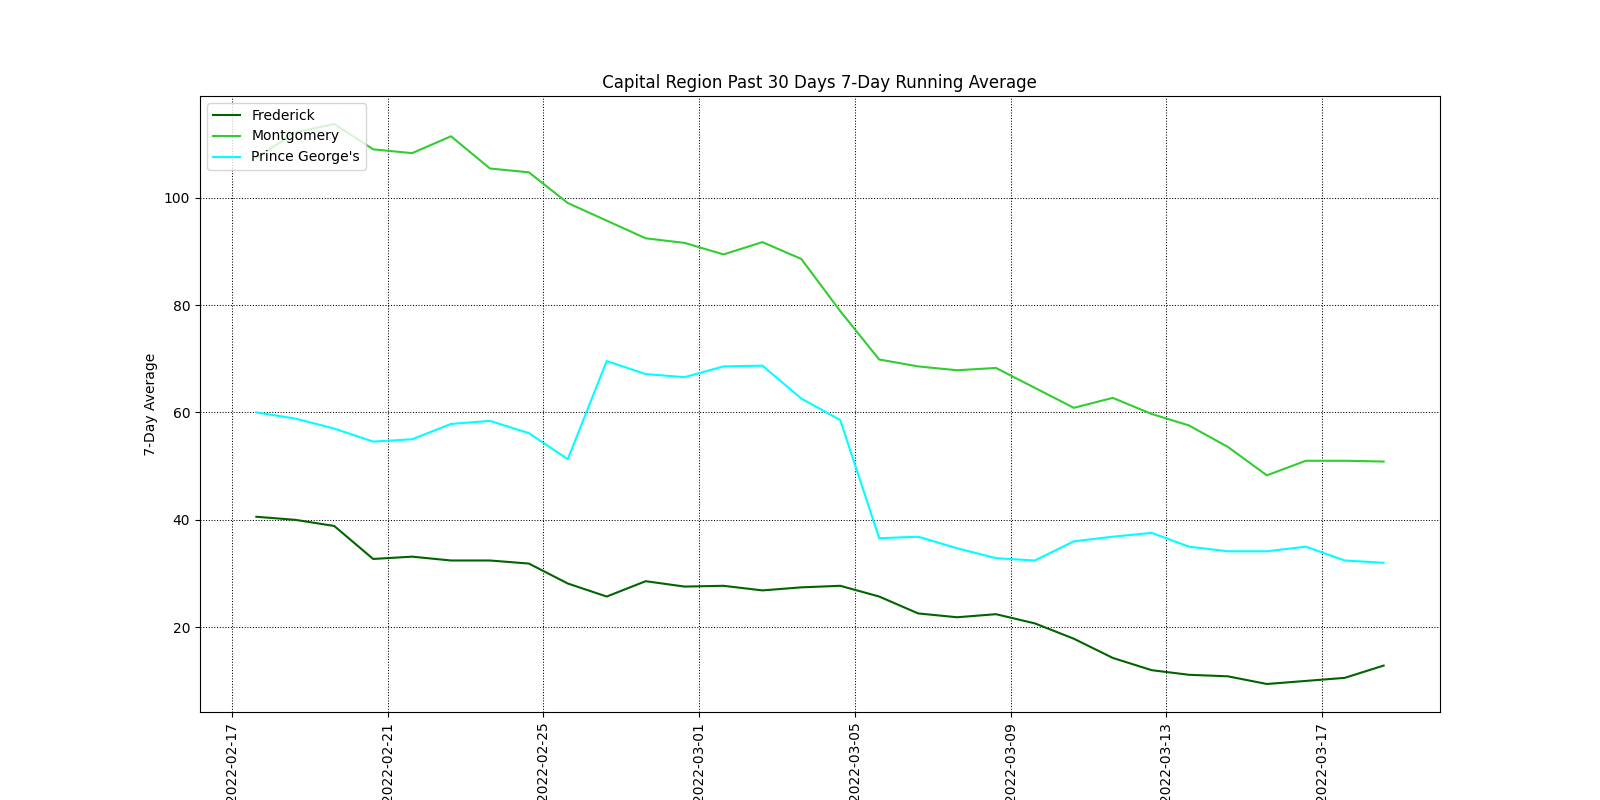 Capital Region Past 30 Days 7-Day Running Average
Frederick
Montgomery
Prince George's
7-Day Average
100
80
60
40
20
2022-02-17
2022-02-21
2022-02-25
2022-03-01
2022-03-05
2022-03-09
2022-03-13
2022-03-17